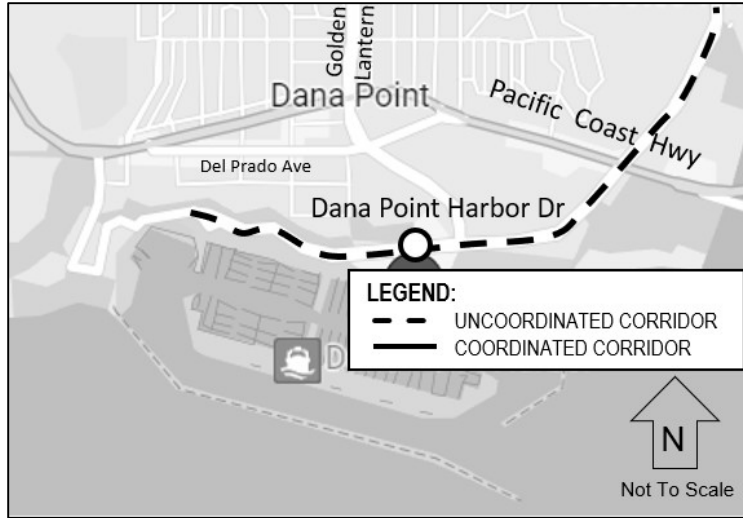 Golden
Lantern
Dana Point
Pacific Coast Hwy
Del Prado Ave
Dana Point Harbor Dr
LEGEND:
UNCOORDINATED CORRIDOR
COORDINATED CORRIDOR
D
N
Not To Scale